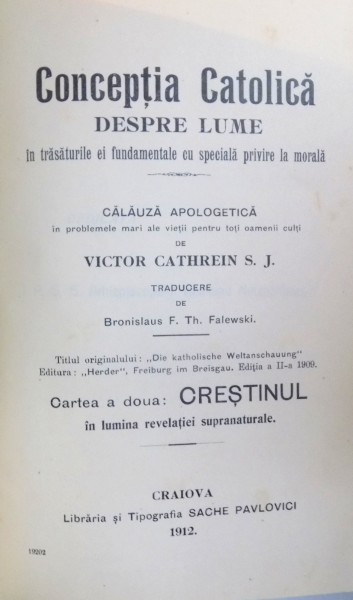 Concepția Catolică
DESPRE LUME
în trăsăturile ei fundamentale cu specială privire la morală
CĂLĂUZĂ APOLOGETICĂ
in problemele mari ale vieții pentru toți oamenii culți
DE
VICTOR CATHREIN S. J.
TRADUCERE
DE
Bronislaus F. Th. Falewski.
Titlul originalului: „Die katholische Weltanschauung"
Editura: „Herder", Freiburg im Breisgau. Ediția a II-a 1909.
Cartea a doua: CREȘTINUL
în lumina revelației supranaturale.
CRAIOVA
Librăria și Tipografia SACHE PAVLOVICI
1912.
19202